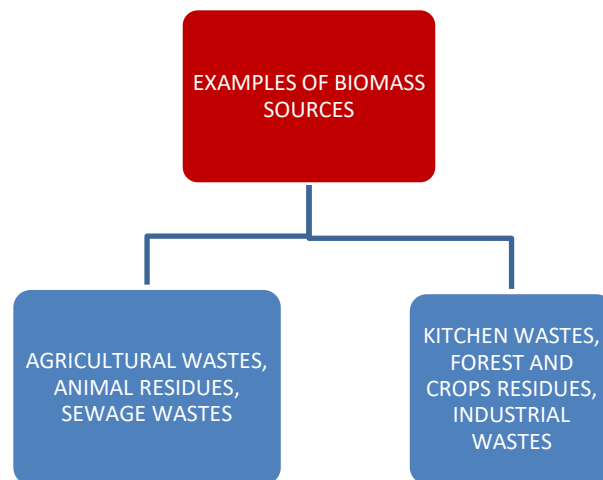 EXAMPLES OF BIOMASS
SOURCES
AGRICULTURAL WASTES,
ANIMAL RESIDUES,
SEWAGE WASTES
KITCHEN WASTES,
FOREST AND
CROPS RESIDUES,
INDUSTRIAL
WASTES